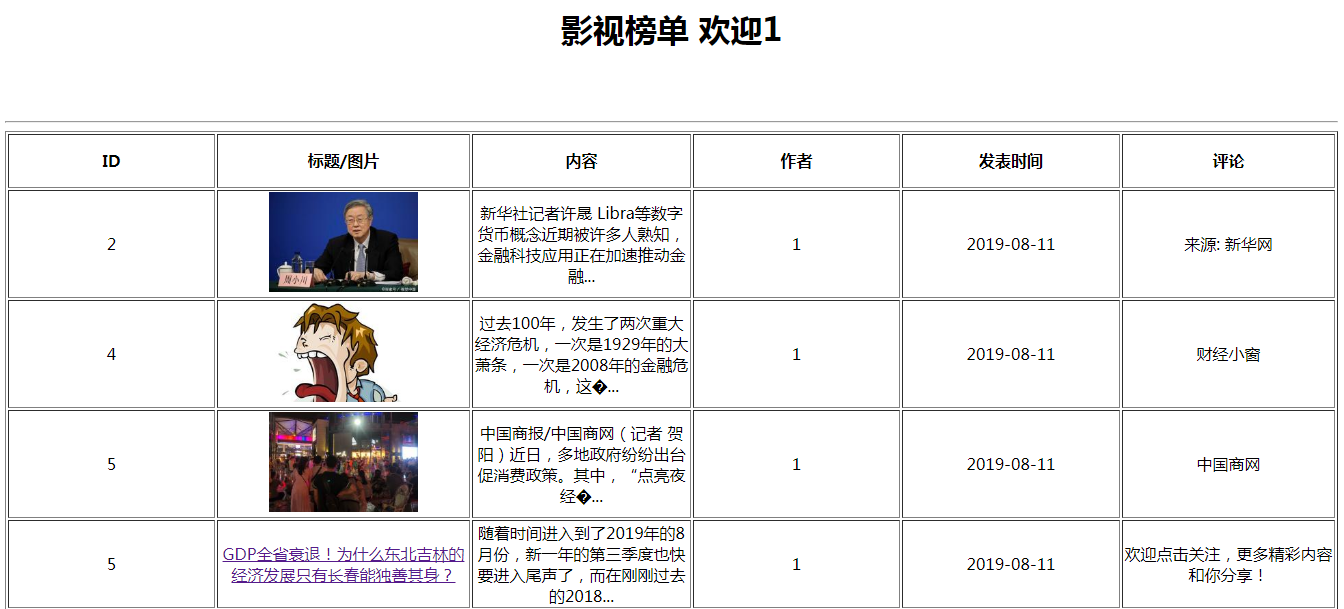 影视榜单 欢迎1
ID
标题/图片
内容
作者
发表时间
评论
2
周小川
新华社记者许晟 Libra等数字
货币概念近期被许多人熟知，
金融科技应用正在加速推动金
融...
1
2019-08-11
来源: 新华网
4
过去100年，发生了两次重大
经济危机，一次是1929年的大
萧条，一次是2008年的金融危
机，这�...
1
2019-08-11
财经小窗
5
中国商报/中国商网（记者 贺
阳）近日，多地政府纷纷出台
促消费政策。其中，“点亮夜
经�...
1
2019-08-11
中国商网
5
GDP全省衰退！为什么东北吉林的
经济发展只有长春能独善其身？
随着时间进入到了2019年的8
月份，新一年的第三季度也快
要进入尾声了，而在刚刚过去
的2018...
1
2019-08-11
欢迎点击关注，更多精彩内容
和你分享！